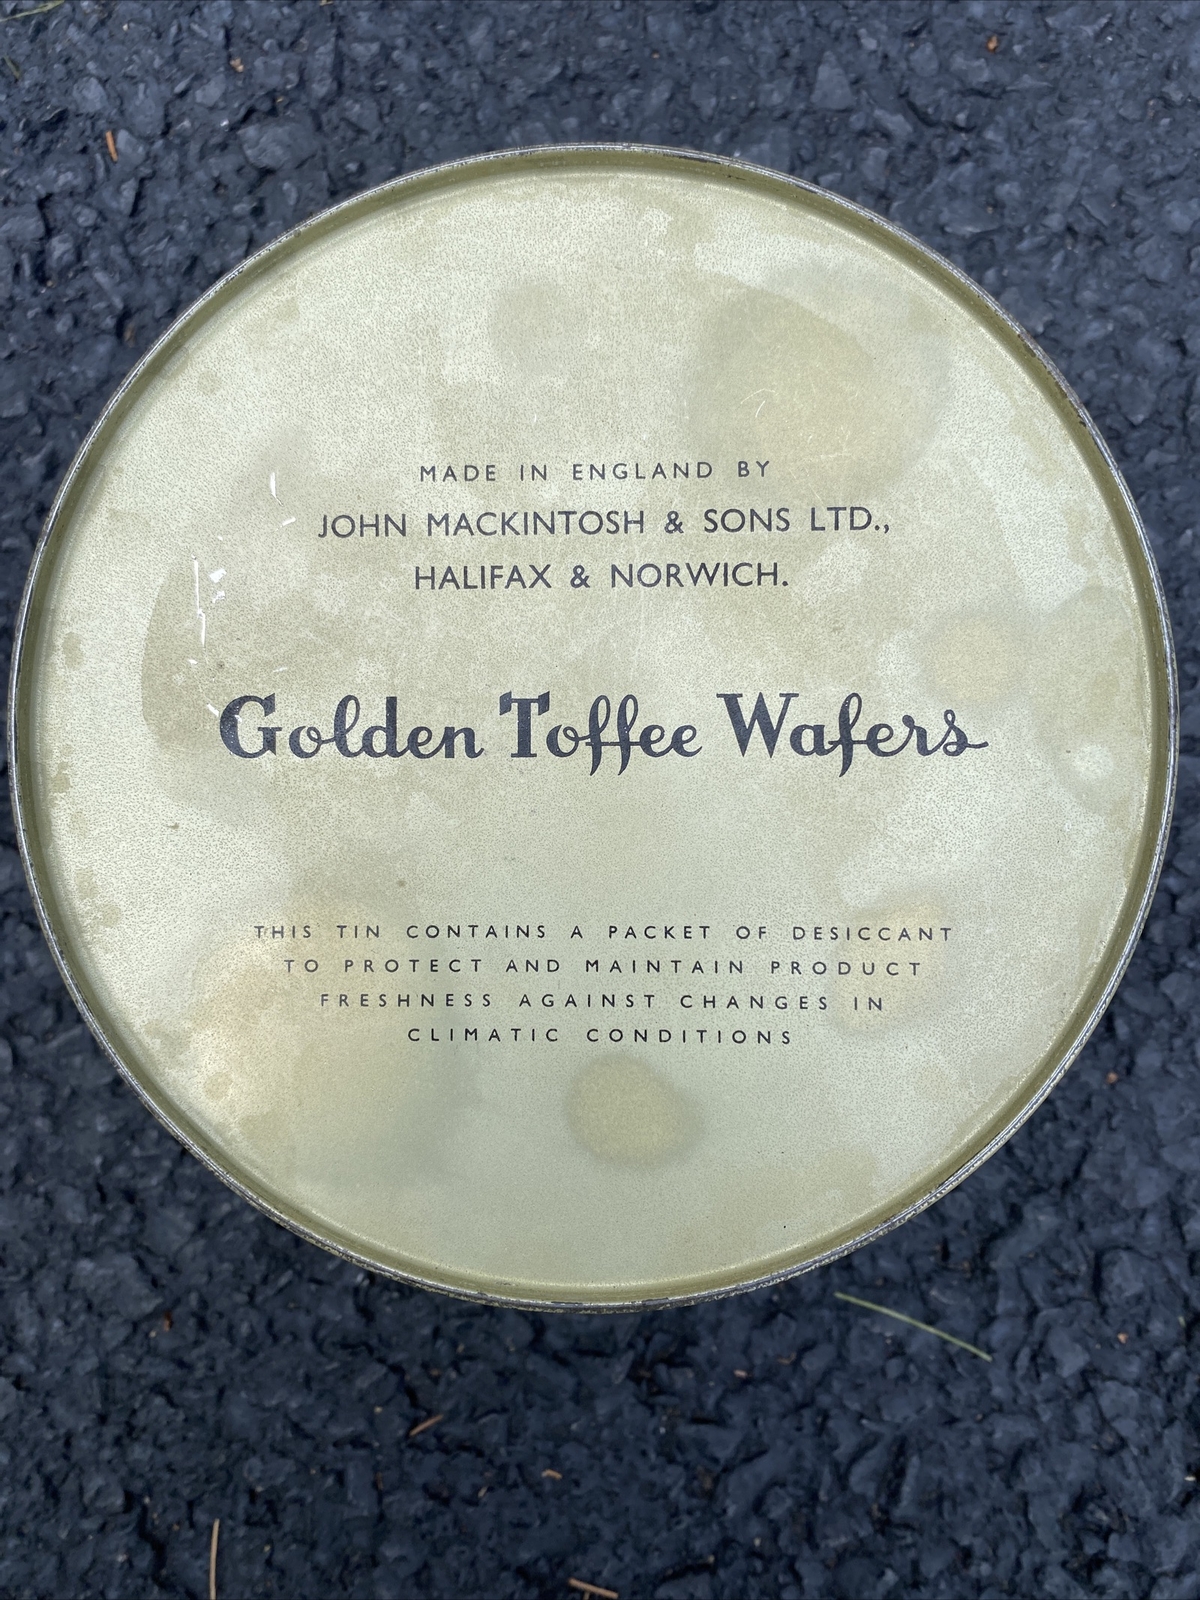 MADE IN ENGLAND BY
JOHN MACKINTOSH & SONS LTD.,
HALIFAX & NORWICH.
Golden Toffee Wafers
THIS TIN CONTAINS A PACKET OF DESICCANT
TO PROTECT AND MAINTAIN PRODUCT
FRESHNESS AGAINST CHANGES IN
CLIMATIC CONDITIONS